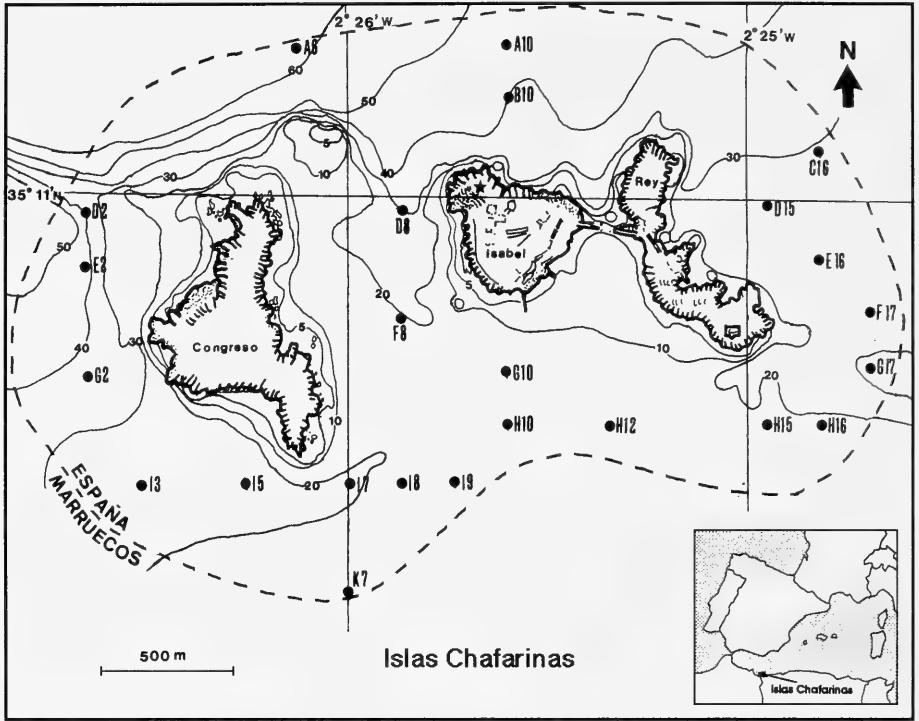 2° 26' W
2° 25' W
A6
A10
N
60
50
B10
5
10
40
30
C16
30
Rey
35° 11' N
D2
D8
D15
Isabel
50
E2
E16
5
20
5
F17
F8
Congreso
10
40
30
G2
G10
20
G17
10
H10
H12
H15
H16
I3
I5
20
I7
I8
I9
ESPAÑA
MARRUECOS
K7
500 m
Islas Chafarinas
Islas Chafarinas